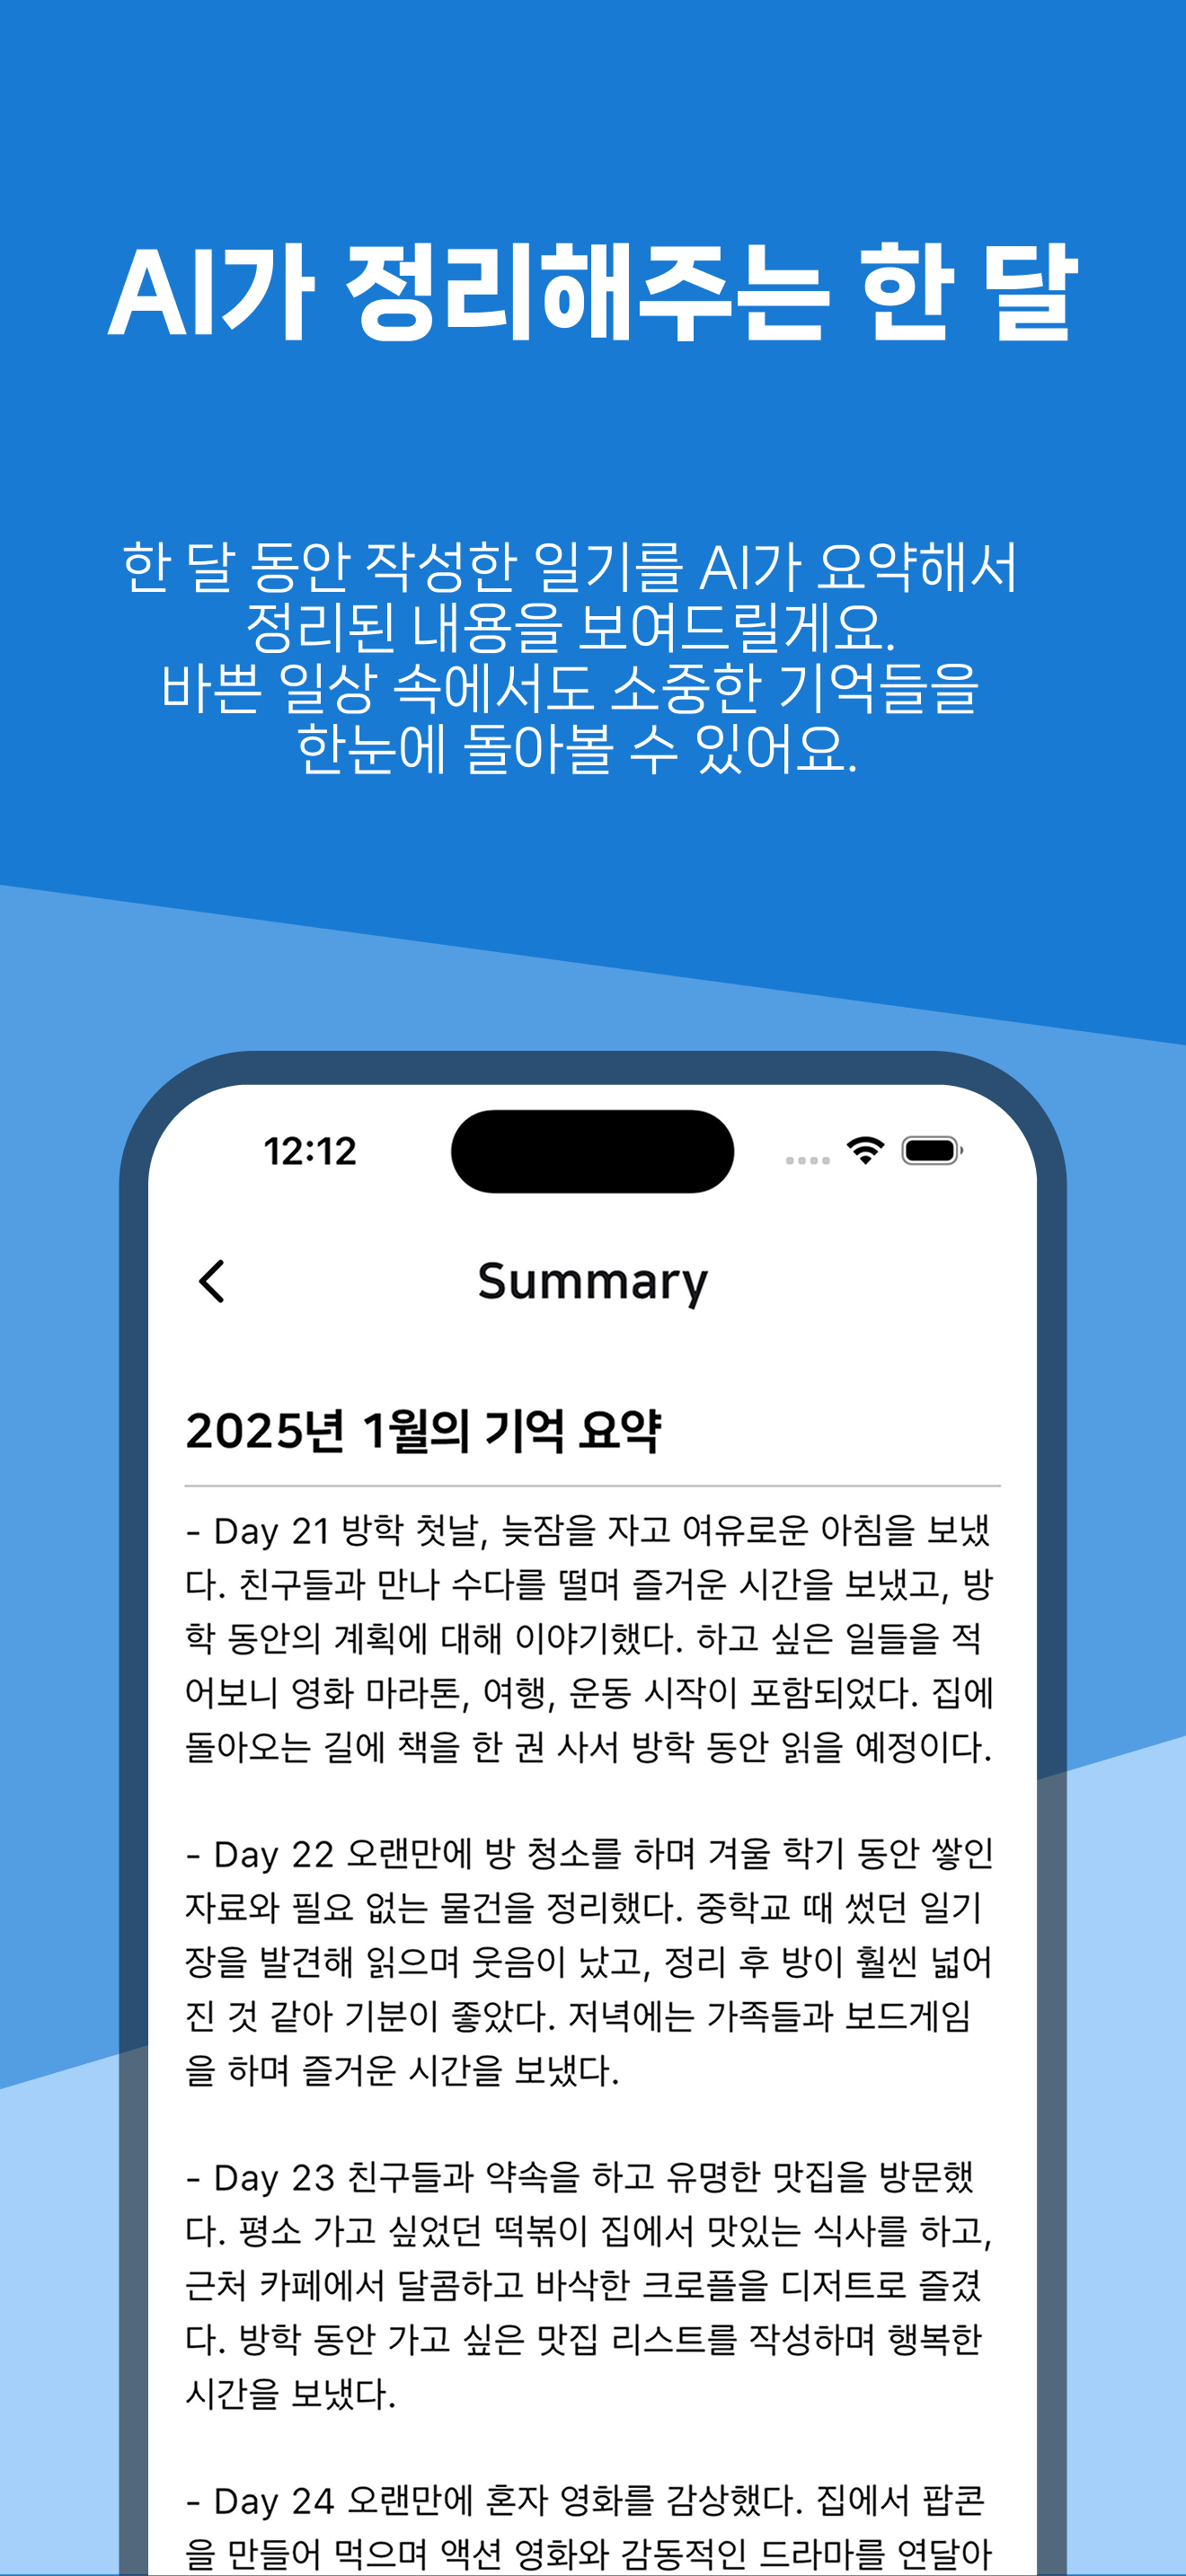 AI가 정리해주는 한 달
한 달 동안 작성한 일기를 AI가 요약해서
정리된 내용을 보여드릴게요.
바쁜 일상 속에서도 소중한 기억들을
한눈에 돌아볼 수 있어요.
12:12
Summary
2025년 1월의 기억 요약
- Day 21 방학 첫날, 늦잠을 자고 여유로운 아침을 보냈
다. 친구들과 만나 수다를 떨며 즐거운 시간을 보냈고, 방
학 동안의 계획에 대해 이야기했다. 하고 싶은 일들을 적
어보니 영화 마라톤, 여행, 운동 시작이 포함되었다. 집에
돌아오는 길에 책을 한 권 사서 방학 동안 읽을 예정이다.
- Day 22 오랜만에 방 청소를 하며 겨울 학기 동안 쌓인
자료와 필요 없는 물건을 정리했다. 중학교 때 썼던 일기
장을 발견해 읽으며 웃음이 났고, 정리 후 방이 훨씬 넓어
진 것 같아 기분이 좋았다. 저녁에는 가족들과 보드게임
을 하며 즐거운 시간을 보냈다.
- Day 23 친구들과 약속을 하고 유명한 맛집을 방문했
다. 평소 가고 싶었던 떡볶이 집에서 맛있는 식사를 하고,
근처 카페에서 달콤하고 바삭한 크로플을 디저트로 즐겼
다. 방학 동안 가고 싶은 맛집 리스트를 작성하며 행복한
시간을 보냈다.
- Day 24 오랜만에 혼자 영화를 감상했다. 집에서 팝콘
을 만들어 먹으며 액션 영화와 감동적인 드라마를 연달아